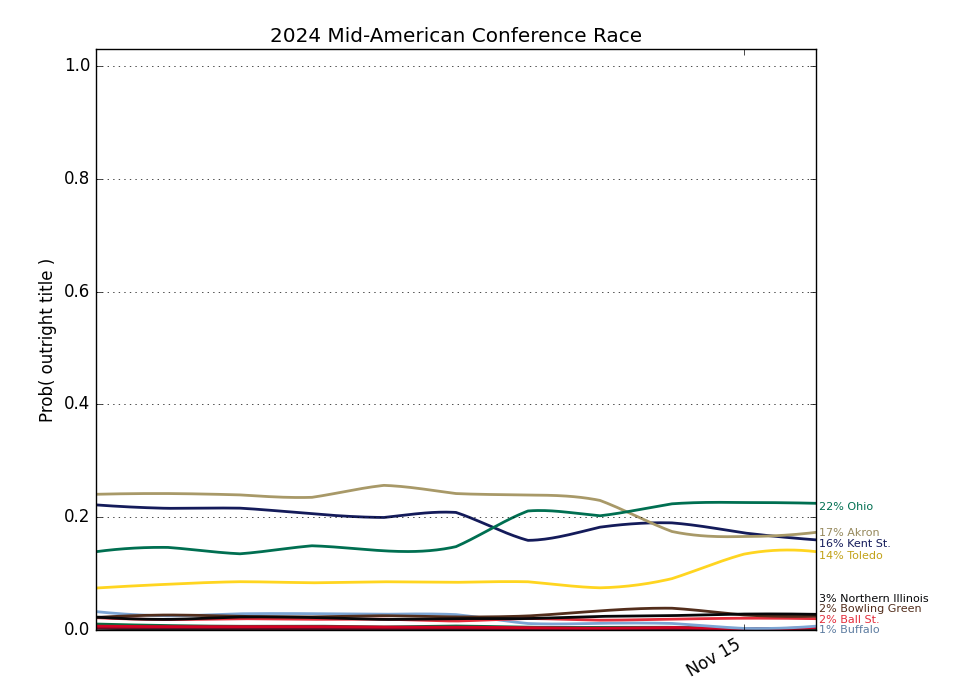 2024 Mid-American Conference Race
Prob( outright title )
1.0
0.8
0.6
0.4
0.2
0.0
Nov 15
22% Ohio
17% Akron
16% Kent St.
14% Toledo
3% Northern Illinois
2% Bowling Green
2% Ball St.
1% Buffalo